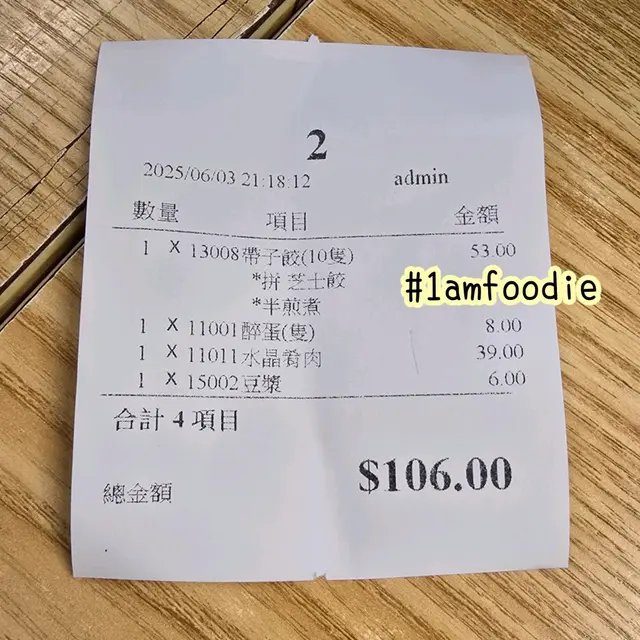 2
2025/06/03 21:18:12 admin
數量 項目 金額
1 X 13008帶子餃(10隻) 53.00
*拼 芝士餃
#1amfoodie
*半煎煮
1 X 11001醉蛋(隻) 8.00
1 X 11011水晶肴肉 39.00
1 X 15002豆漿 6.00
合計 4 項目
總金額 $106.00